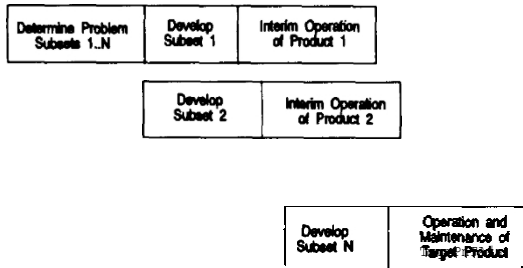 Determine Problem
Subsets 1..N
Develop
Subset 1
Interim Operation
of Product 1
Develop
Subset 2
Interim Operation
of Product 2
Develop
Subset N
Operation and
Maintenance of
Target Product